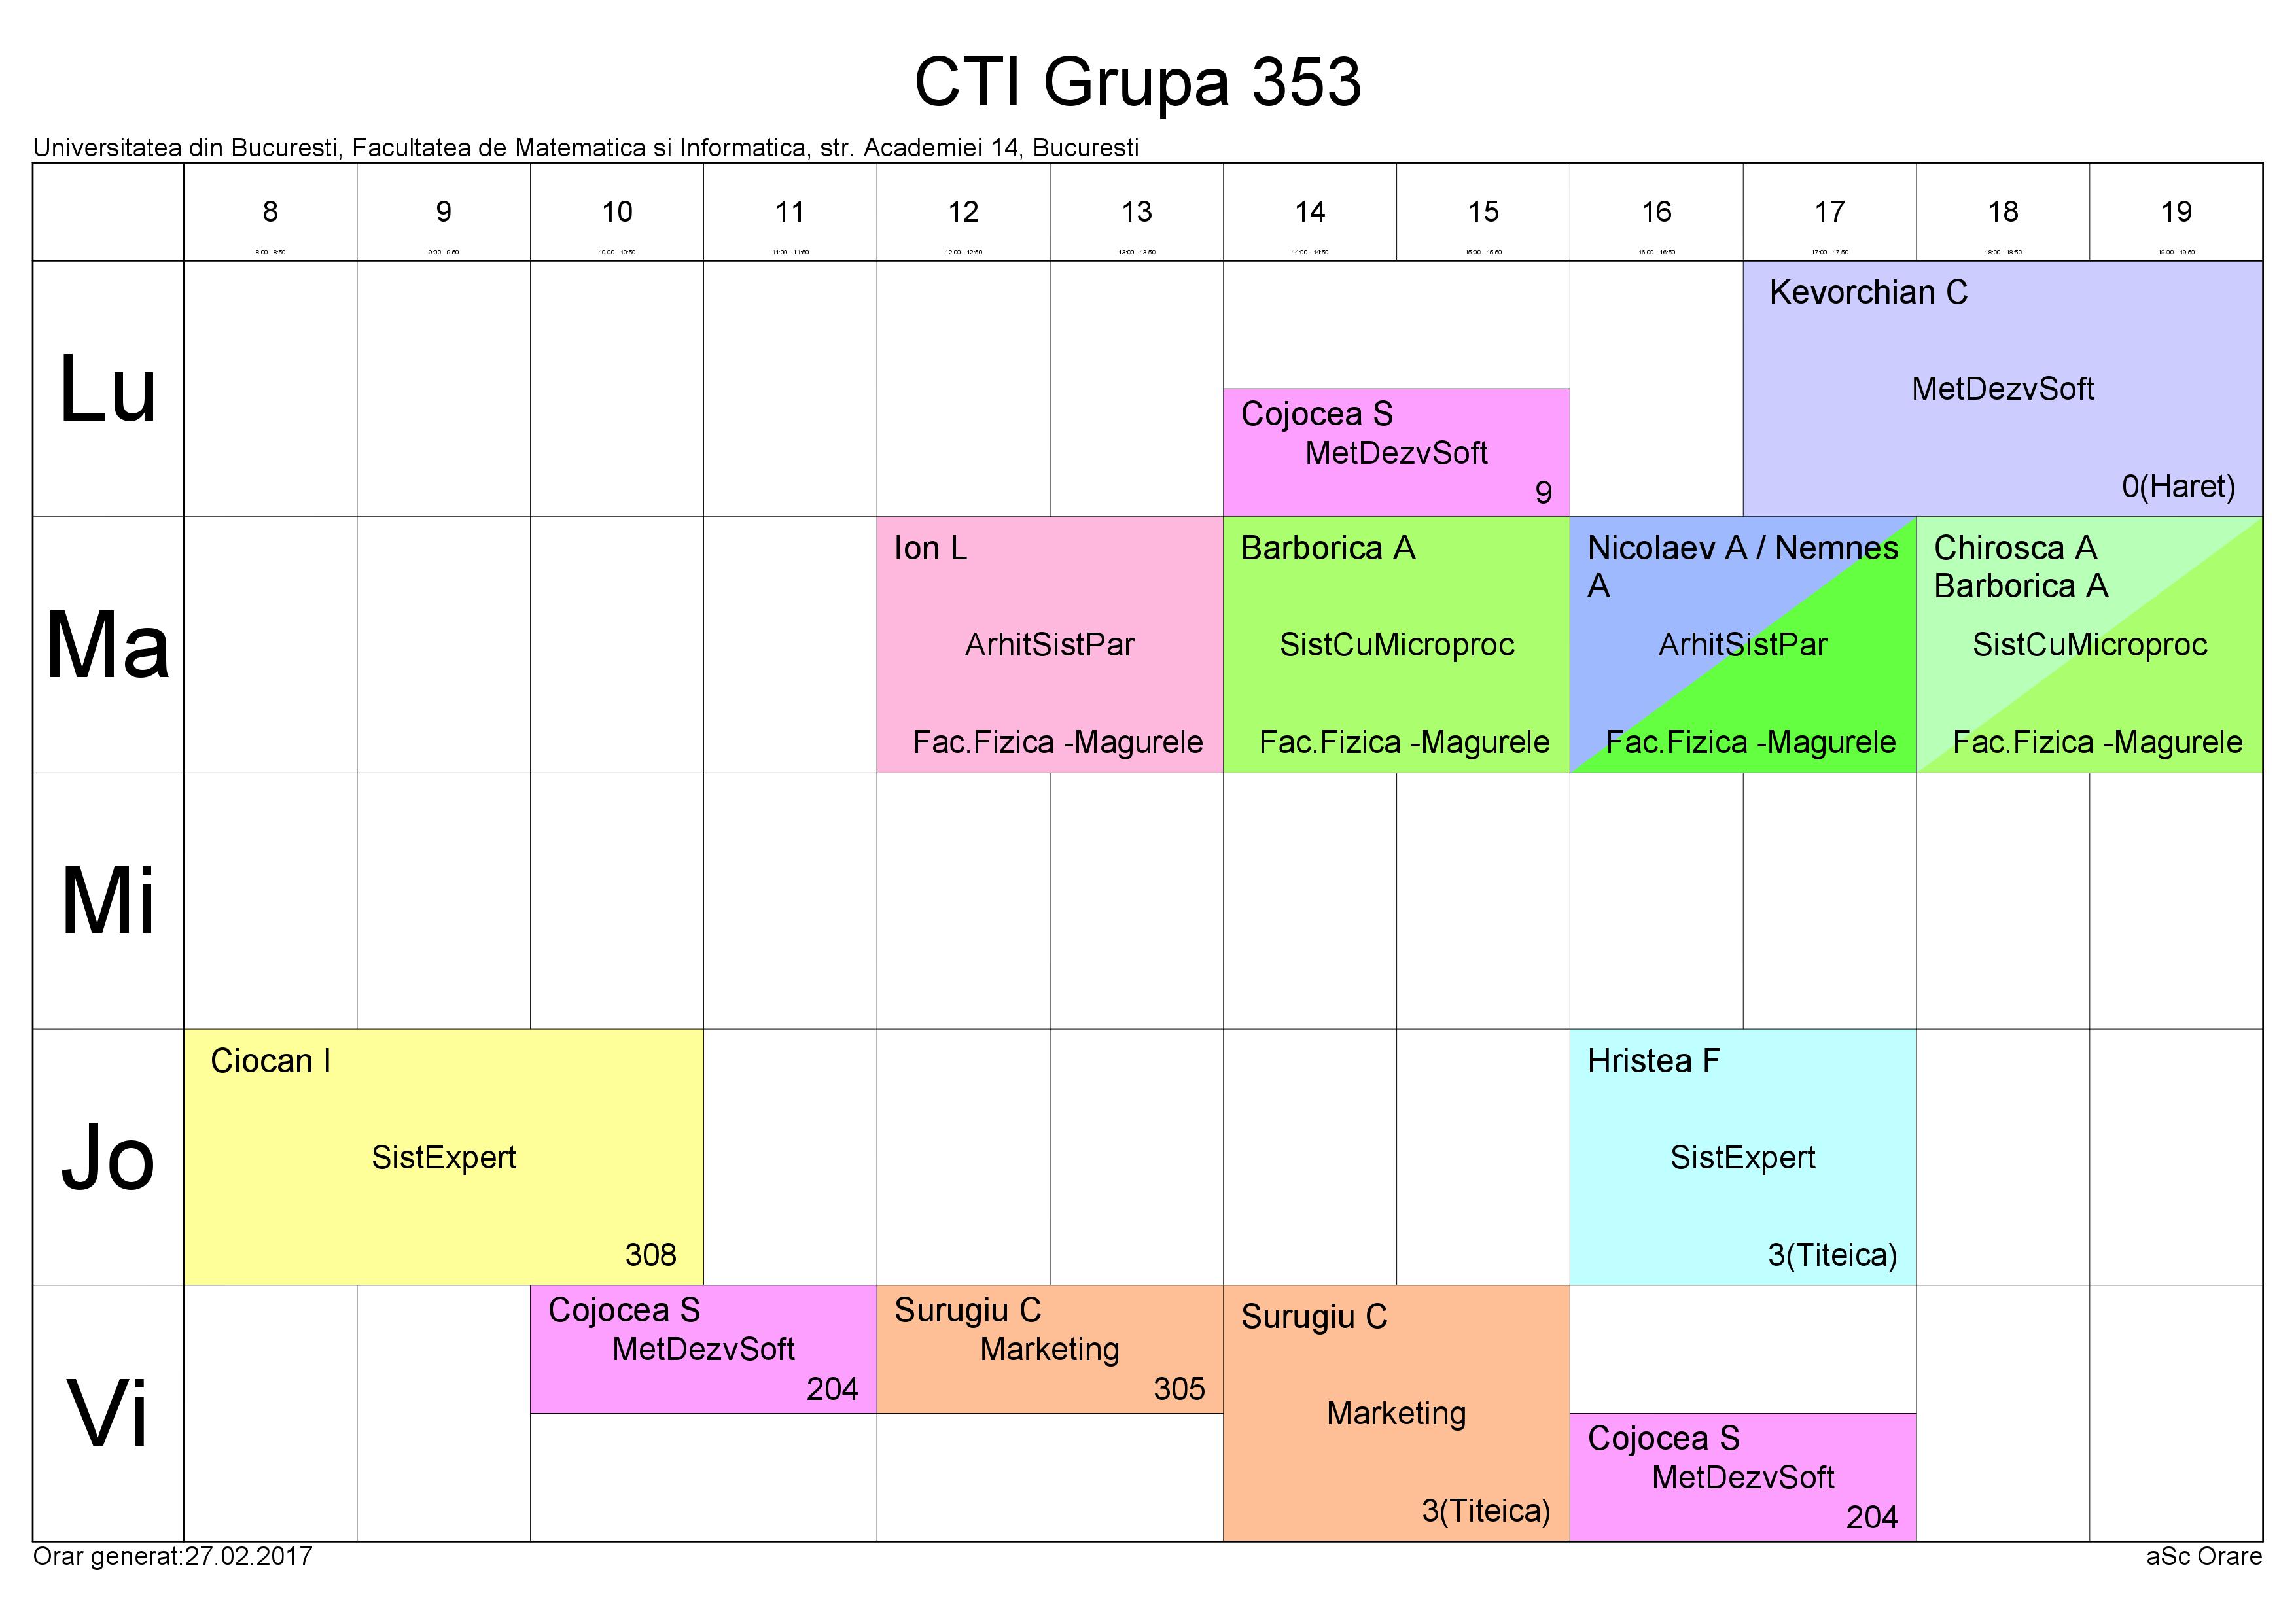 CTI Grupa 353
Universitatea din Bucuresti, Facultatea de Matematica si Informatica, str. Academiei 14, Bucuresti
8 9 10 11 12 13 14 15 16 17 18 19
8:00 - 8:50 9:00 - 9:50 10:00 - 10:50 11:00 - 11:50 12:00 - 12:50 13:00 - 13:50 14:00 - 14:50 15:00 - 15:50 16:00 - 16:50 17:00 - 17:50 18:00 - 18:50 19:00 - 19:50
Lu
Cojocea S
MetDezvSoft
9
Kevorchian C
MetDezvSoft
0(Haret)
Ma
Ion L
ArhitSistPar
Fac.Fizica -Magurele
Barborica A
SistCuMicroproc
Fac.Fizica -Magurele
Nicolaev A / Nemnes
A
ArhitSistPar
Fac.Fizica -Magurele
Chirosca A
Barborica A
SistCuMicroproc
Fac.Fizica -Magurele
Mi
Jo
Ciocan I
SistExpert
308
Hristea F
SistExpert
3(Titeica)
Vi
Cojocea S
MetDezvSoft
204
Surugiu C
Marketing
305
Surugiu C
Marketing
3(Titeica)
Cojocea S
MetDezvSoft
204
Orar generat:27.02.2017
aSc Orare